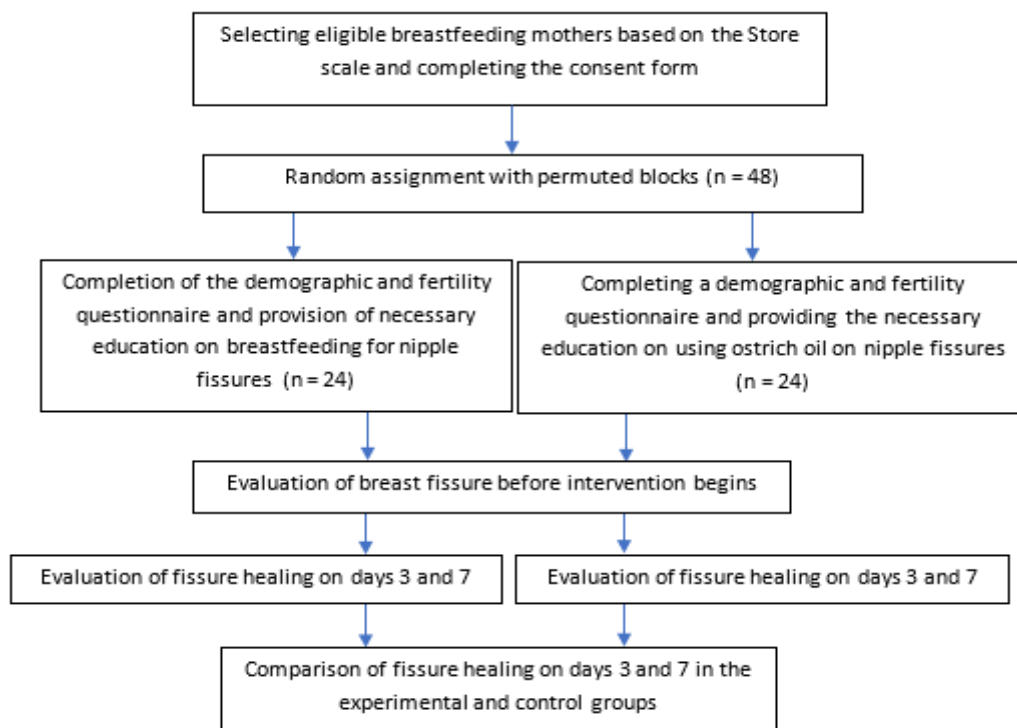 Selecting eligible breastfeeding mothers based on the Store
scale and completing the consent form
Random assignment with permuted blocks (n = 48)
Completion of the demographic and fertility
questionnaire and provision of necessary
education on breastfeeding for nipple
fissures (n = 24)
Completing a demographic and fertility
questionnaire and providing the necessary
education on using ostrich oil on nipple fissures
(n = 24)
Evaluation of breast fissure before intervention begins
Evaluation of fissure healing on days 3 and 7
Evaluation of fissure healing on days 3 and 7
Comparison of fissure healing on days 3 and 7 in the
experimental and control groups